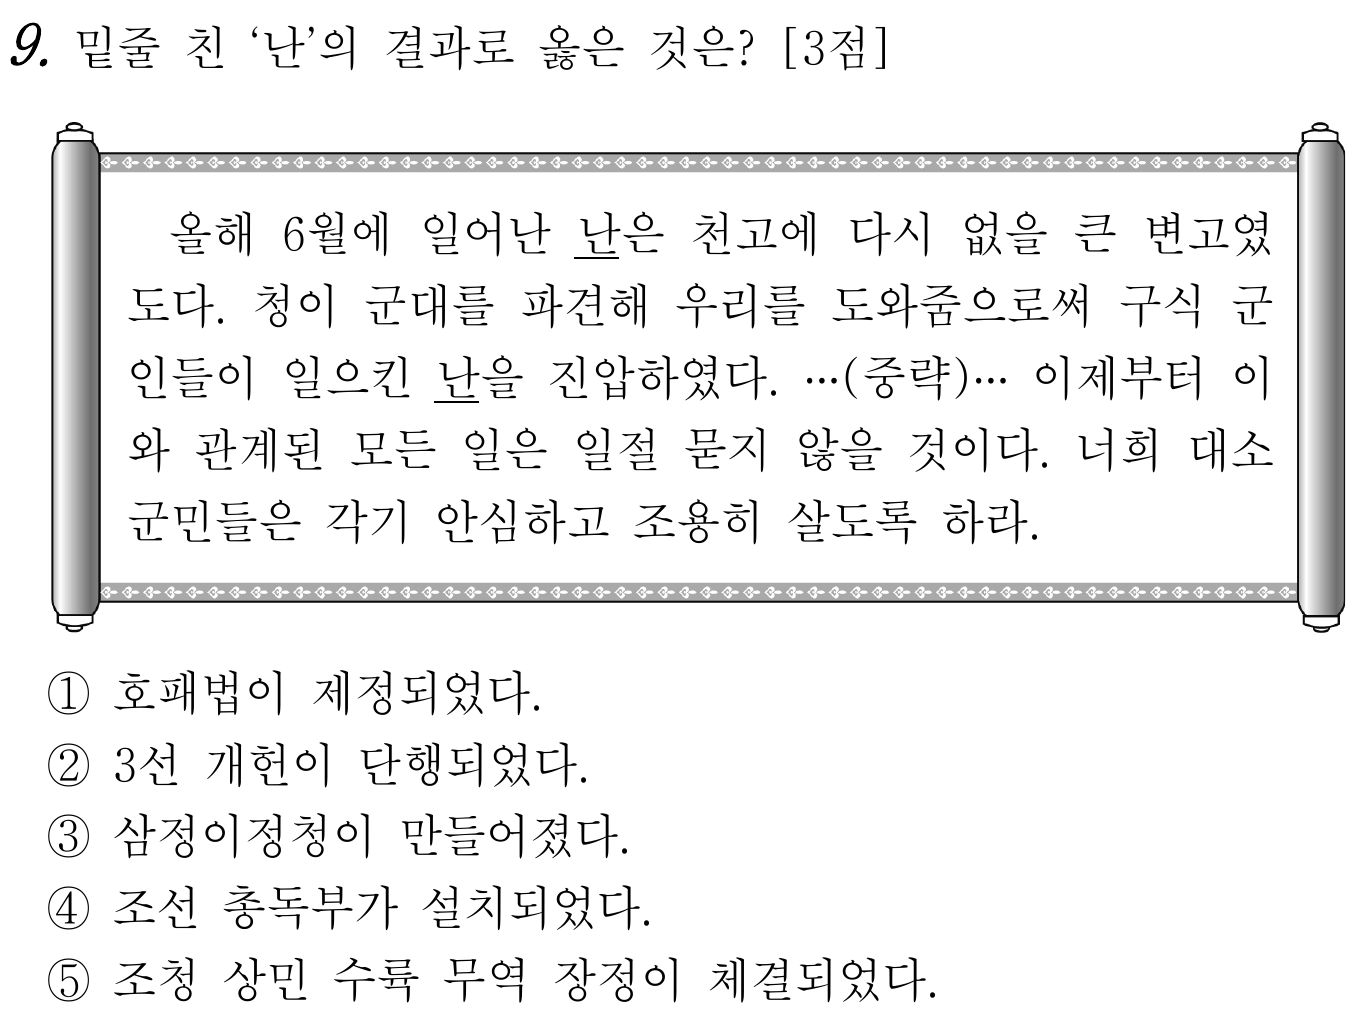 9. 밑줄 친 ‘난’의 결과로 옳은 것은? [3점]
올해 6월에 일어난 난은 천고에 다시 없을 큰 변고였
도다. 청이 군대를 파견해 우리를 도와줌으로써 구식 군
인들이 일으킨 난을 진압하였다. …(중략)… 이제부터 이
와 관계된 모든 일은 일절 묻지 않을 것이다. 너희 대소
군민들은 각기 안심하고 조용히 살도록 하라.
① 호패법이 제정되었다.
② 3선 개헌이 단행되었다.
③ 삼정이정청이 만들어졌다.
④ 조선 총독부가 설치되었다.
⑤ 조청 상민 수륙 무역 장정이 체결되었다.